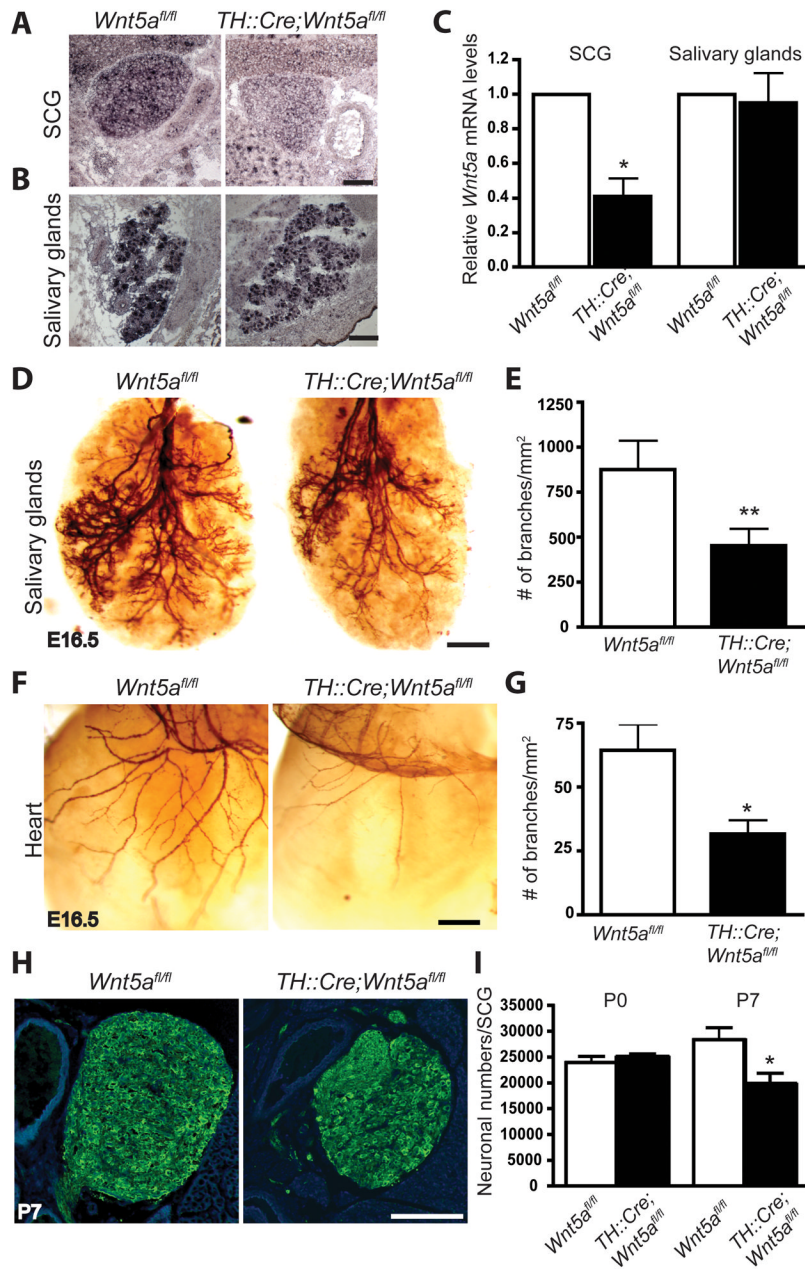 A
Wnt5afl/fl
TH::Cre;Wnt5afl/fl
SCG
B
Salivary glands
C
Relative Wnt5a mRNA levels
1.2
1.0
0.8
0.6
0.4
0.2
0.0
SCG
Salivary glands
*
Wnt5afl/fl
TH::Cre;
Wnt5afl/fl
Wnt5afl/fl
TH::Cre;
Wnt5afl/fl
D
Wnt5afl/fl
TH::Cre;Wnt5afl/fl
Salivary glands
E16.5
E
# of branches/mm2
1250
1000
750
500
250
0
**
Wnt5afl/fl
TH::Cre;
Wnt5afl/fl
F
Wnt5afl/fl
TH::Cre;Wnt5afl/fl
Heart
E16.5
G
# of branches/mm2
75
50
25
0
*
Wnt5afl/fl
TH::Cre;
Wnt5afl/fl
H
Wnt5afl/fl
TH::Cre;Wnt5afl/fl
P7
I
Neuronal numbers/SCG
35000
30000
25000
20000
15000
10000
5000
0
P0
P7
*
Wnt5afl/fl
TH::Cre;
Wnt5afl/fl
Wnt5afl/fl
TH::Cre;
Wnt5afl/fl